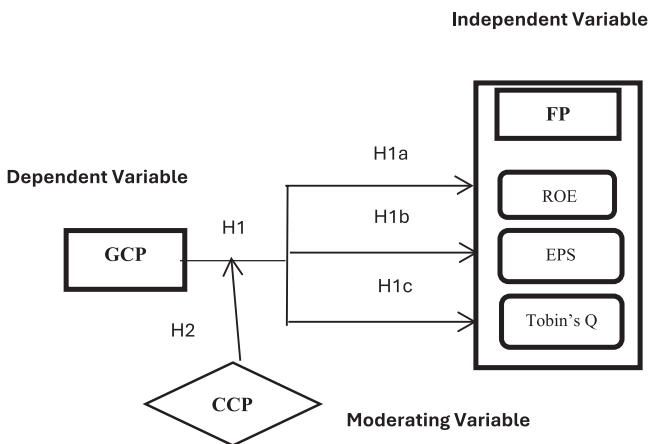 Independent Variable
FP
H1a
Dependent Variable
ROE
H1
H1b
GCP
EPS
H1c
Tobin's Q
H2
CCP
Moderating Variable